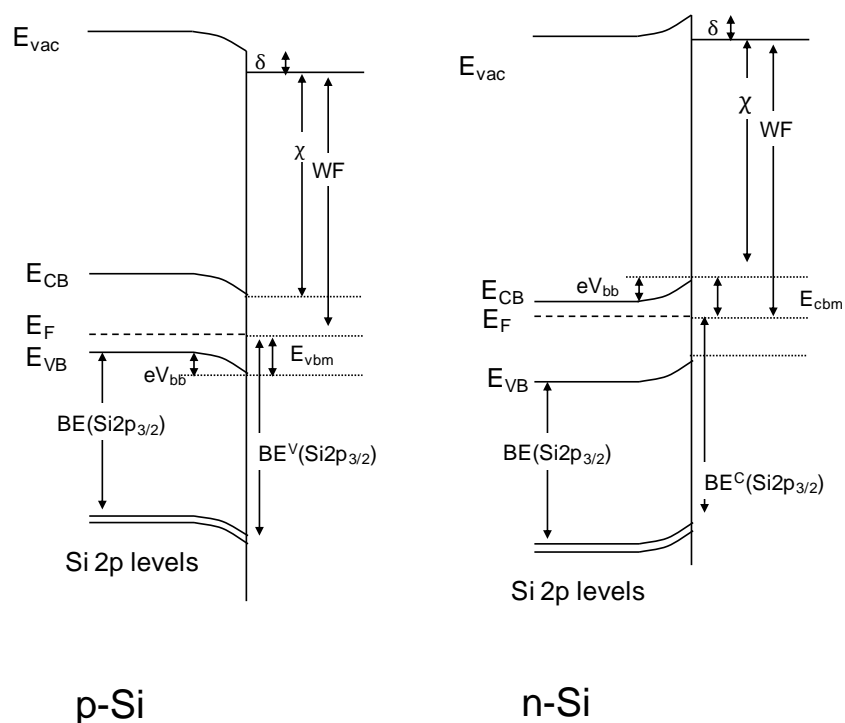 E_vac
δ
χ
WF
E_CB
E_F
E_VB
eV_bb
E_vbm
BE(Si2p_3/2)
BE^V(Si2p_3/2)
Si 2p levels
p-Si
δ
E_vac
χ
WF
eV_bb
E_CB
E_F
E_cbm
E_VB
BE(Si2p_3/2)
BE^C(Si2p_3/2)
Si 2p levels
n-Si